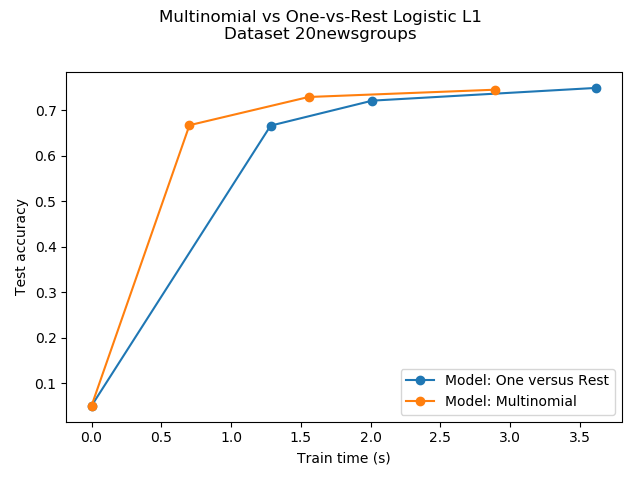 Multinomial vs One-vs-Rest Logistic L1
Dataset 20newsgroups
Test accuracy
0.7
0.6
0.5
0.4
0.3
0.2
0.1
Model: One versus Rest
Model: Multinomial
0.0 0.5 1.0 1.5 2.0 2.5 3.0 3.5
Train time (s)